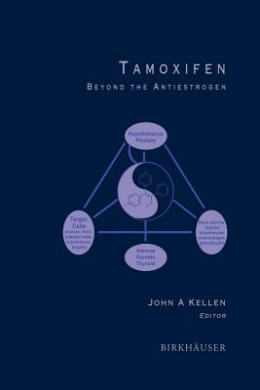 TAMOXIFEN
BEYOND THE ANTIESTROGEN
Hypothalamus
Pituitary
Target
Cells
Adrenal
Gonads
Thyroid
JOHN A KELLEN
EDITOR
BIRKHÄUSER